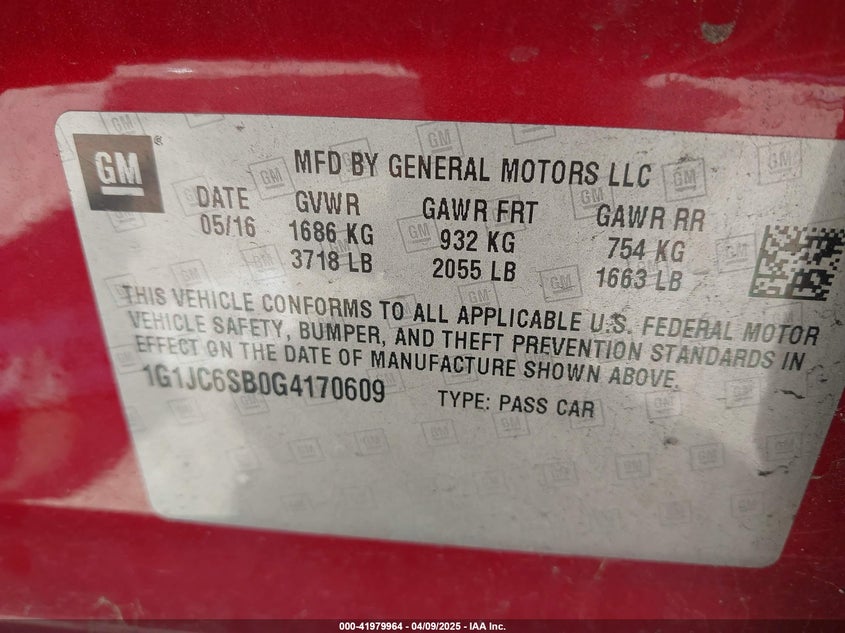 GM
MFD BY GENERAL MOTORS LLC
DATE GVWR GAWR FRT GAWR RR
05/16 1686 KG 932 KG 754 KG
3718 LB 2055 LB 1663 LB
THIS VEHICLE CONFORMS TO ALL APPLICABLE U.S. FEDERAL MOTOR
VEHICLE SAFETY, BUMPER, AND THEFT PREVENTION STANDARDS IN
EFFECT ON THE DATE OF MANUFACTURE SHOWN ABOVE.
1G1JC6SB0G4170609 TYPE: PASS CAR
000-41979964 | 04/09/2025 - IAA Inc.